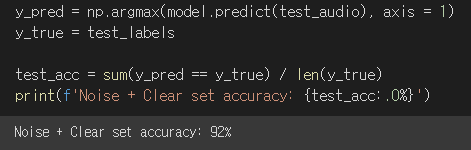 y_pred = np.argmax(model.predict(test_audio), axis = 1)
y_true = test_labels
test_acc = sum(y_pred == y_true) / len(y_true)
print(f'Noise + Clear set accuracy: {test_acc:.0%}')
Noise + Clear set accuracy: 92%